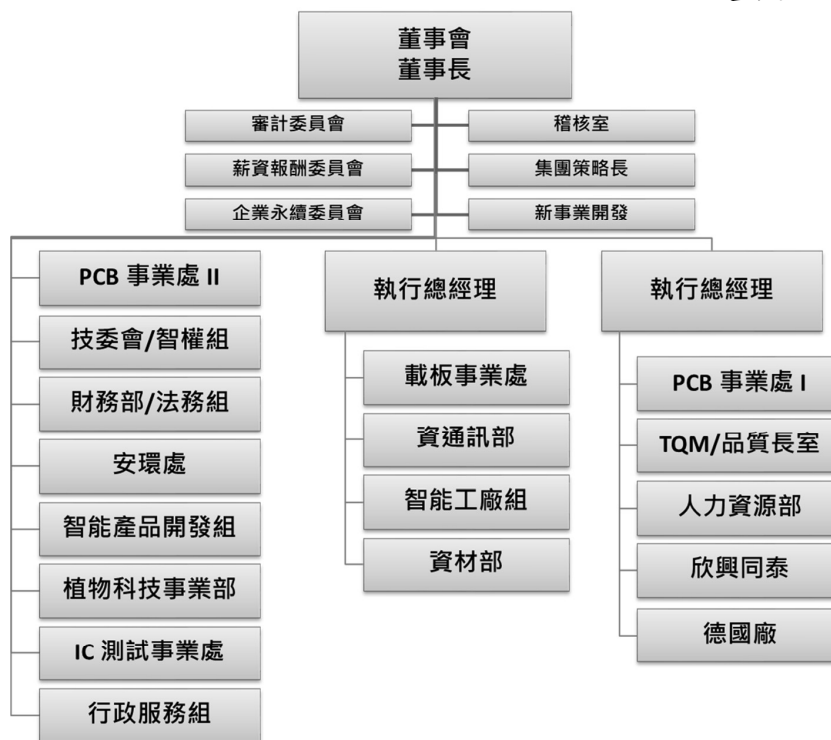 董事會
董事長
審計委員會
稽核室
薪資報酬委員會
集團策略長
企業永續委員會
新事業開發
PCB 事業處 II
技委會/智權組
財務部/法務組
安環處
智能產品開發組
植物科技事業部
IC 測試事業處
行政服務組
執行總經理
載板事業處
資通訊部
智能工廠組
資材部
執行總經理
PCB 事業處 I
TQM/品質長室
人力資源部
欣興同泰
德國廠